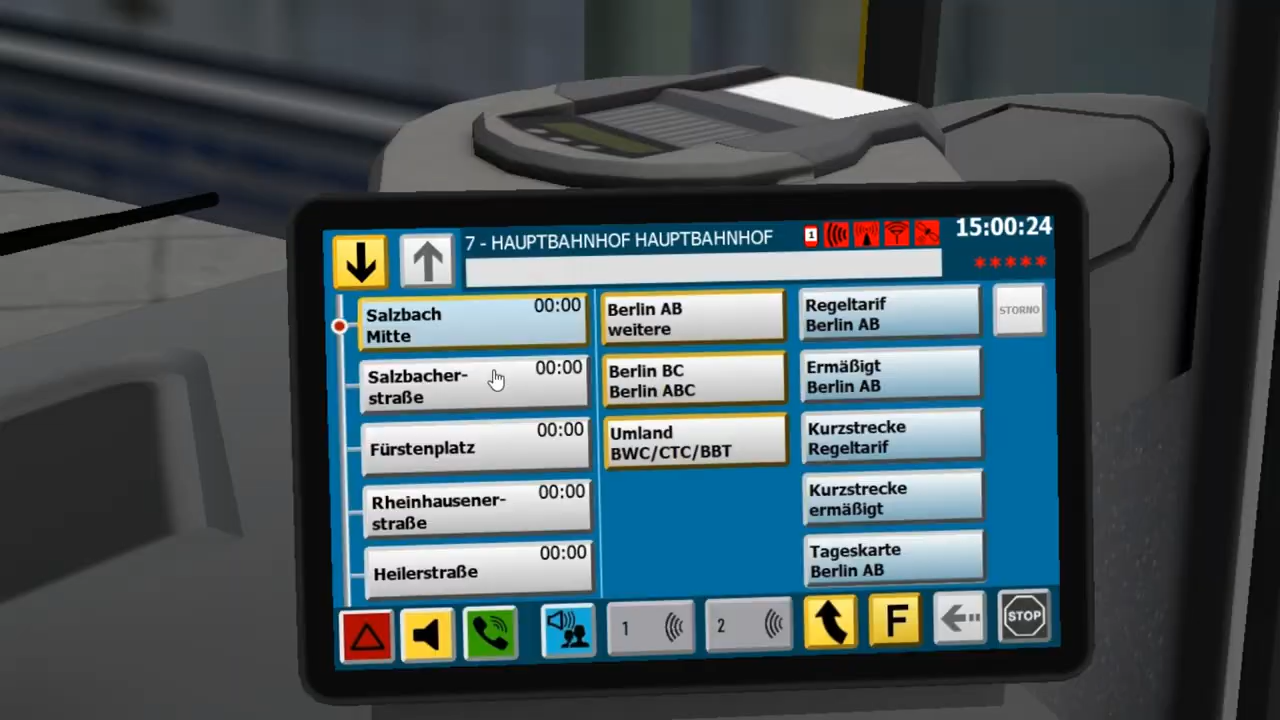 7 - HAUPTBAHNHOF HAUPTBAHNHOF
1
15:00:24
*****
Salzbach
Mitte
00:00
Salzbacher-
straße
00:00
Fürstenplatz
00:00
Rheinhausener-
straße
00:00
Heilerstraße
00:00
Berlin AB
weitere
Berlin BC
Berlin ABC
Umland
BWC/CTC/BBT
Regeltarif
Berlin AB
Ermäßigt
Berlin AB
Kurzstrecke
Regeltarif
Kurzstrecke
ermäßigt
Tageskarte
Berlin AB
STORNO
1
2
F
STOP